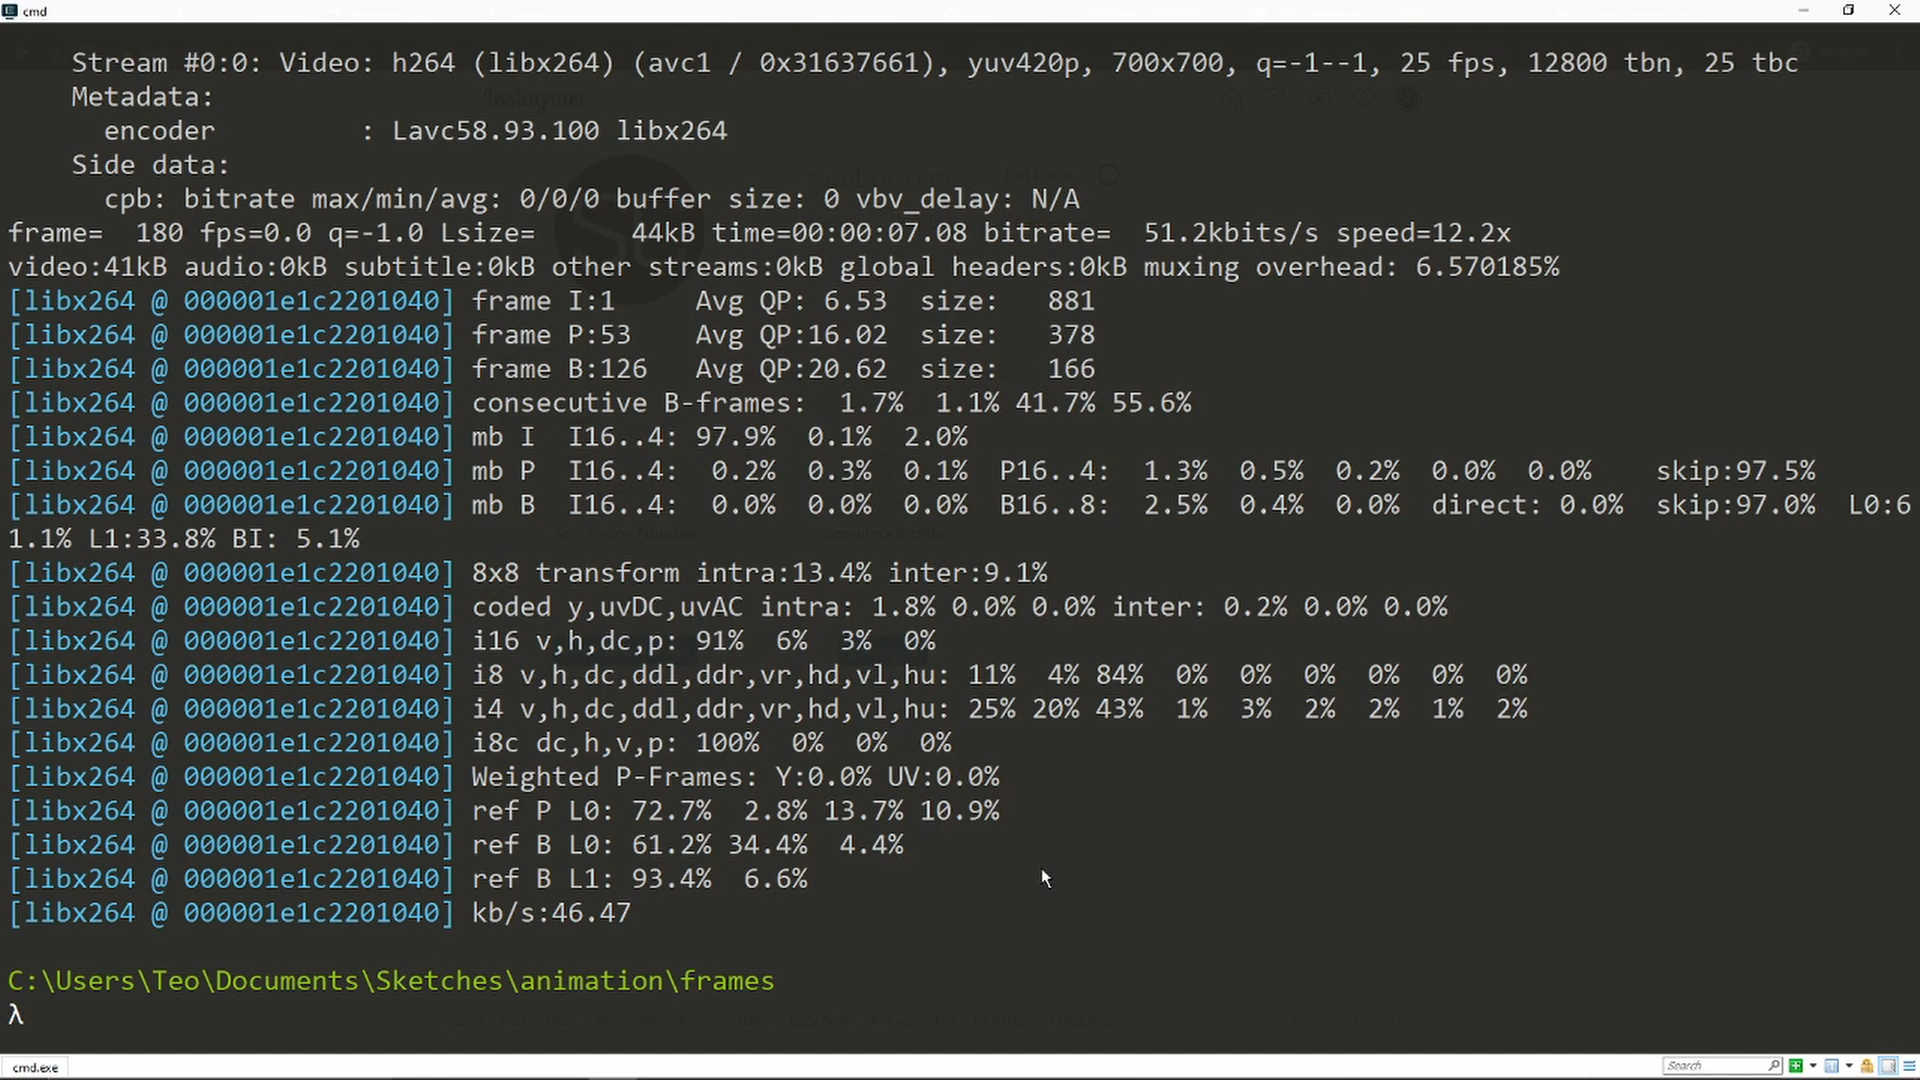 cmd
Stream #0:0: Video: h264 (libx264) (avc1 / 0x31637661), yuv420p, 700x700, q=-1--1, 25 fps, 12800 tbn, 25 tbc
Metadata:
encoder : Lavc58.93.100 libx264
Side data:
cpb: bitrate max/min/avg: 0/0/0 buffer size: 0 vbv_delay: N/A
frame= 180 fps=0.0 q=-1.0 Lsize= 44kB time=00:00:07.08 bitrate= 51.2kbits/s speed=12.2x
video:41kB audio:0kB subtitle:0kB other streams:0kB global headers:0kB muxing overhead: 6.570185%
[libx264 @ 000001e1c2201040] frame I:1 Avg QP: 6.53 size: 881
[libx264 @ 000001e1c2201040] frame P:53 Avg QP:16.02 size: 378
[libx264 @ 000001e1c2201040] frame B:126 Avg QP:20.62 size: 166
[libx264 @ 000001e1c2201040] consecutive B-frames: 1.7% 1.1% 41.7% 55.6%
[libx264 @ 000001e1c2201040] mb I I16..4: 97.9% 0.1% 2.0%
[libx264 @ 000001e1c2201040] mb P I16..4: 0.2% 0.3% 0.1% P16..4: 1.3% 0.5% 0.2% 0.0% 0.0% skip:97.5%
[libx264 @ 000001e1c2201040] mb B I16..4: 0.0% 0.0% 0.0% B16..8: 2.5% 0.4% 0.0% direct: 0.0% skip:97.0% L0:6
1.1% L1:33.8% BI: 5.1%
[libx264 @ 000001e1c2201040] 8x8 transform intra:13.4% inter:9.1%
[libx264 @ 000001e1c2201040] coded y,uvDC,uvAC intra: 1.8% 0.0% 0.0% inter: 0.2% 0.0% 0.0%
[libx264 @ 000001e1c2201040] i16 v,h,dc,p: 91% 6% 3% 0%
[libx264 @ 000001e1c2201040] i8 v,h,dc,ddl,ddr,vr,hd,vl,hu: 11% 4% 84% 0% 0% 0% 0% 0% 0%
[libx264 @ 000001e1c2201040] i4 v,h,dc,ddl,ddr,vr,hd,vl,hu: 25% 20% 43% 1% 3% 2% 2% 1% 2%
[libx264 @ 000001e1c2201040] i8c dc,h,v,p: 100% 0% 0% 0%
[libx264 @ 000001e1c2201040] Weighted P-Frames: Y:0.0% UV:0.0%
[libx264 @ 000001e1c2201040] ref P L0: 72.7% 2.8% 13.7% 10.9%
[libx264 @ 000001e1c2201040] ref B L0: 61.2% 34.4% 4.4%
[libx264 @ 000001e1c2201040] ref B L1: 93.4% 6.6%
[libx264 @ 000001e1c2201040] kb/s:46.47
C:\Users\Teo\Documents\Sketches\animation\frames
λ
cmd.exe
Search